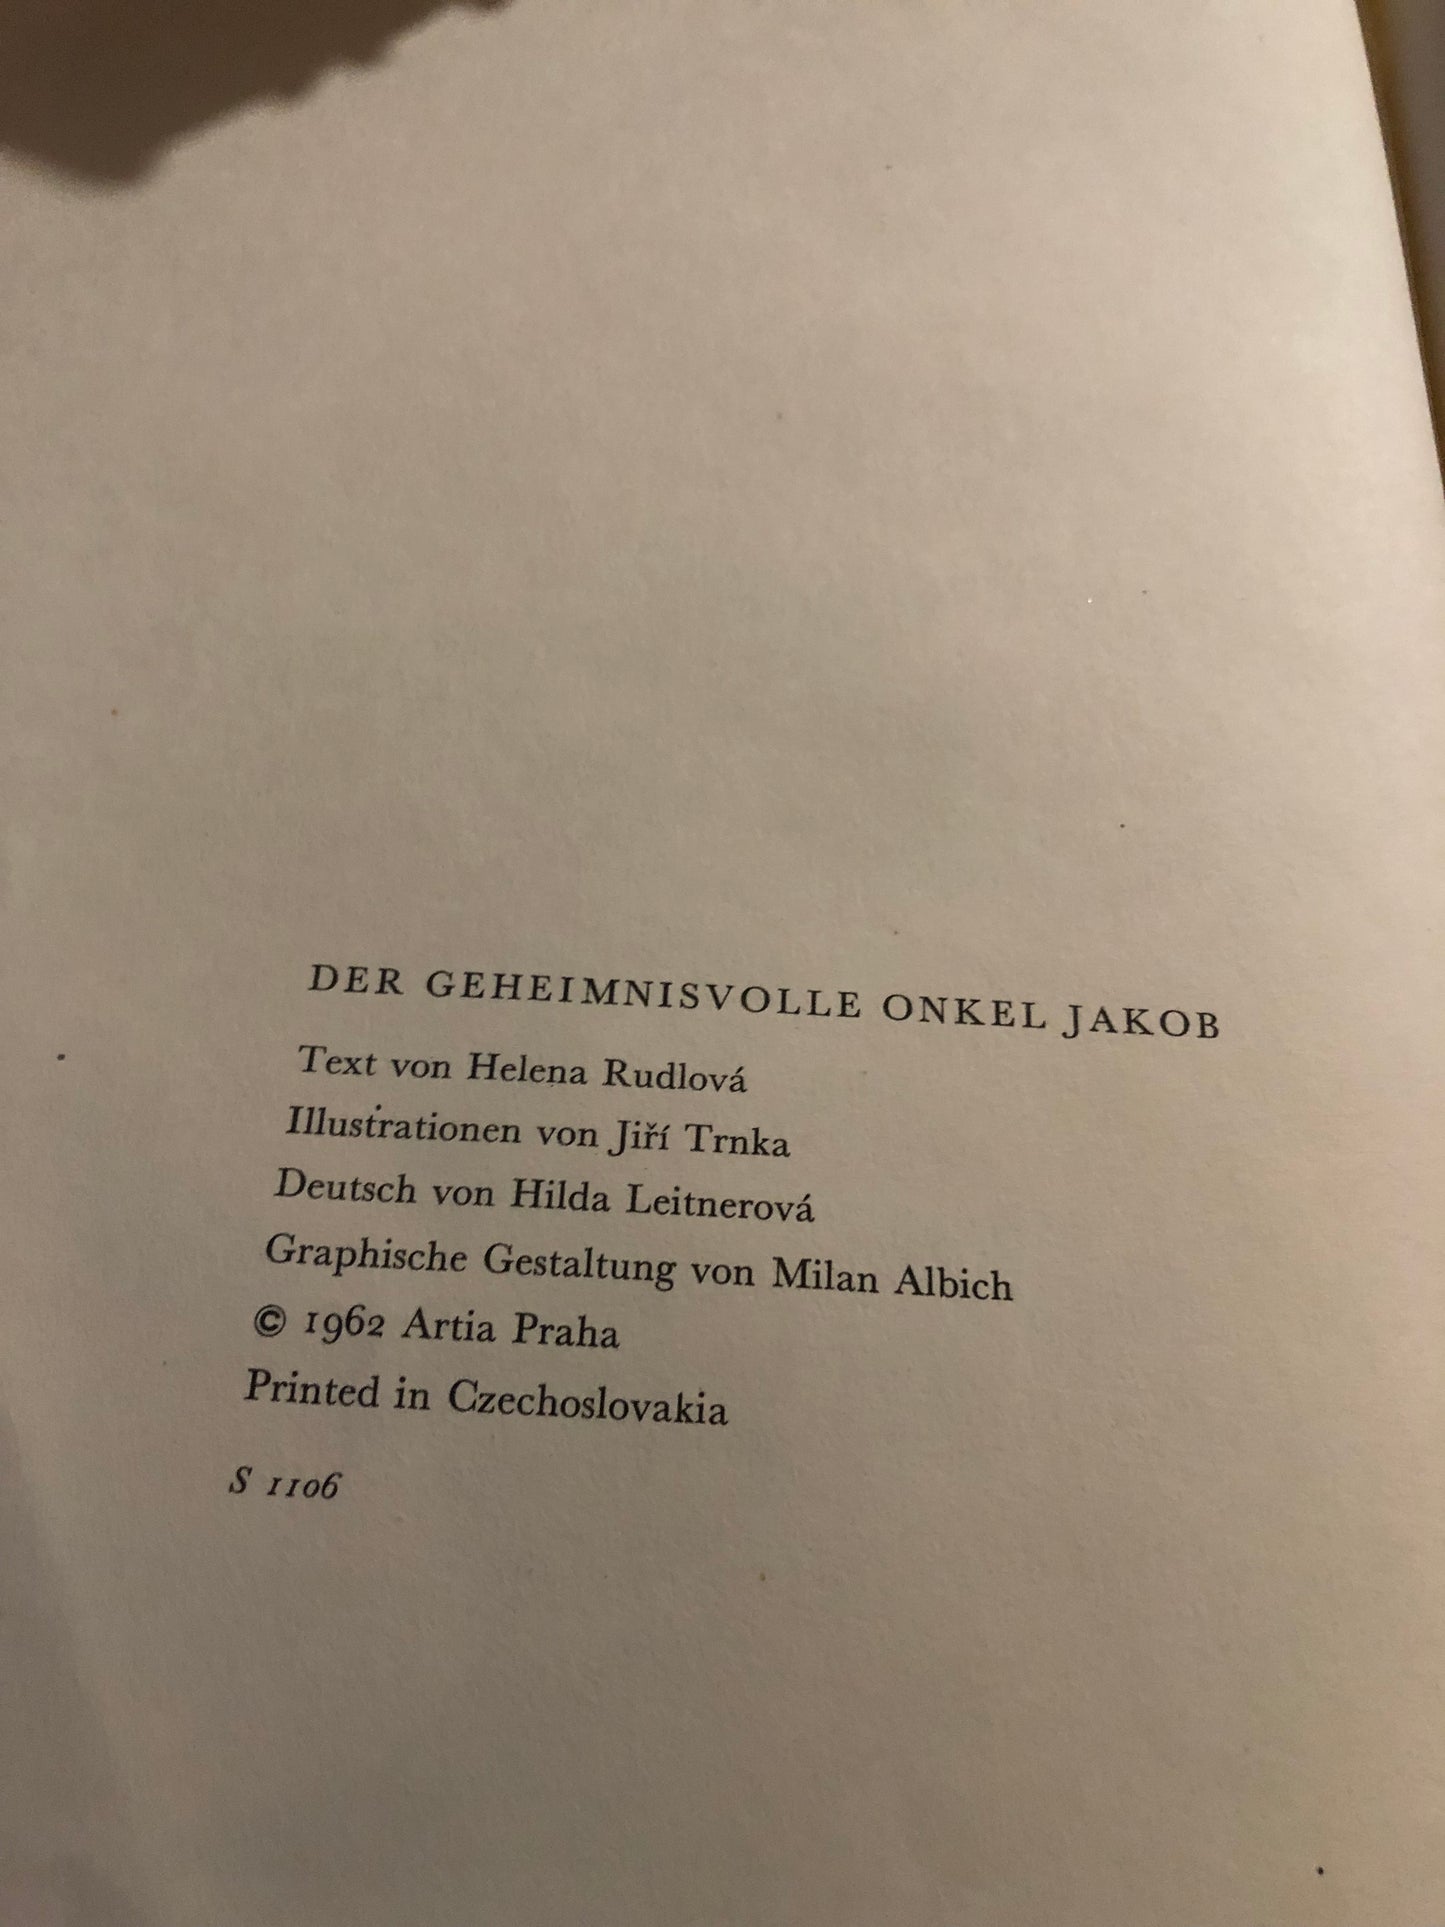 DER GEHEIMNISVOLLE ONKEL JAKOB
Text von Helena Rudlová
Illustrationen von Jiří Trnka
Deutsch von Hilda Leitnerová
Graphische Gestaltung von Milan Albich
© 1962 Artia Praha
Printed in Czechoslovakia
S 1106